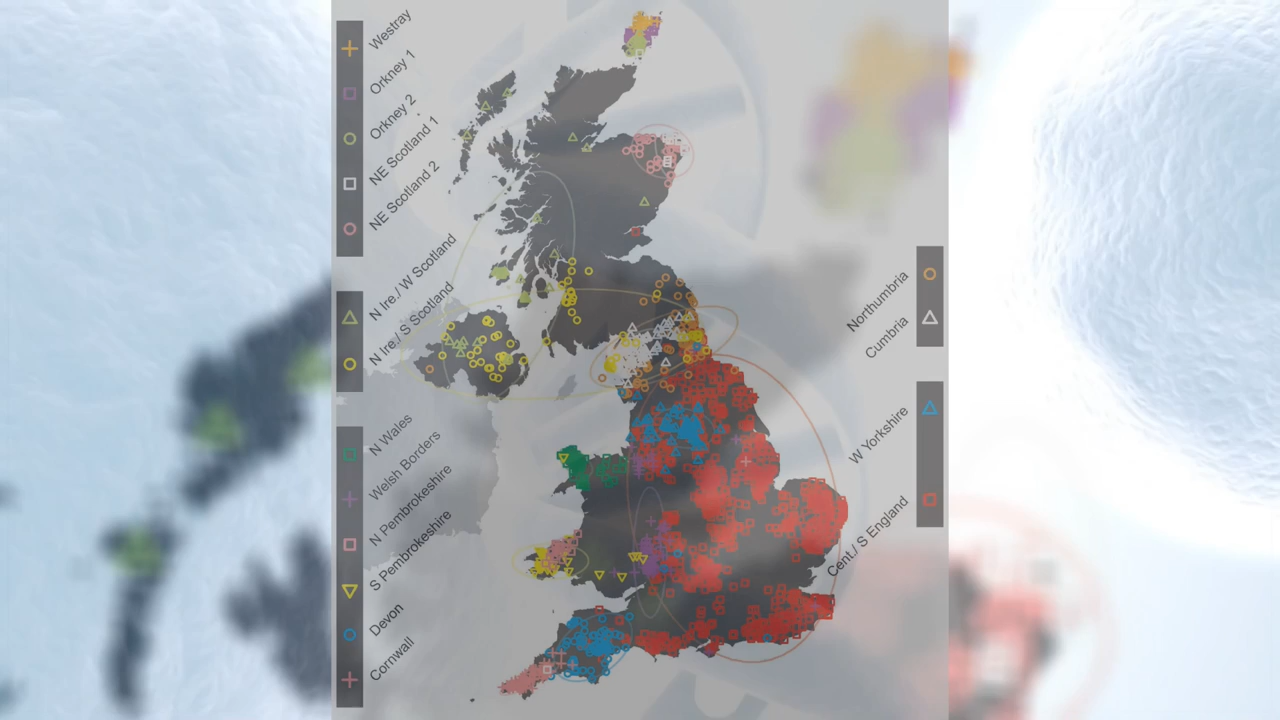 Westray
Orkney 1
Orkney 2
NE Scotland 1
NE Scotland 2
N Ire./ W Scotland
N Ire./ S Scotland
N Wales
Welsh Borders
N Pembrokeshire
S Pembrokeshire
Devon
Cornwall
Northumbria
Cumbria
W Yorkshire
Cent./ S England